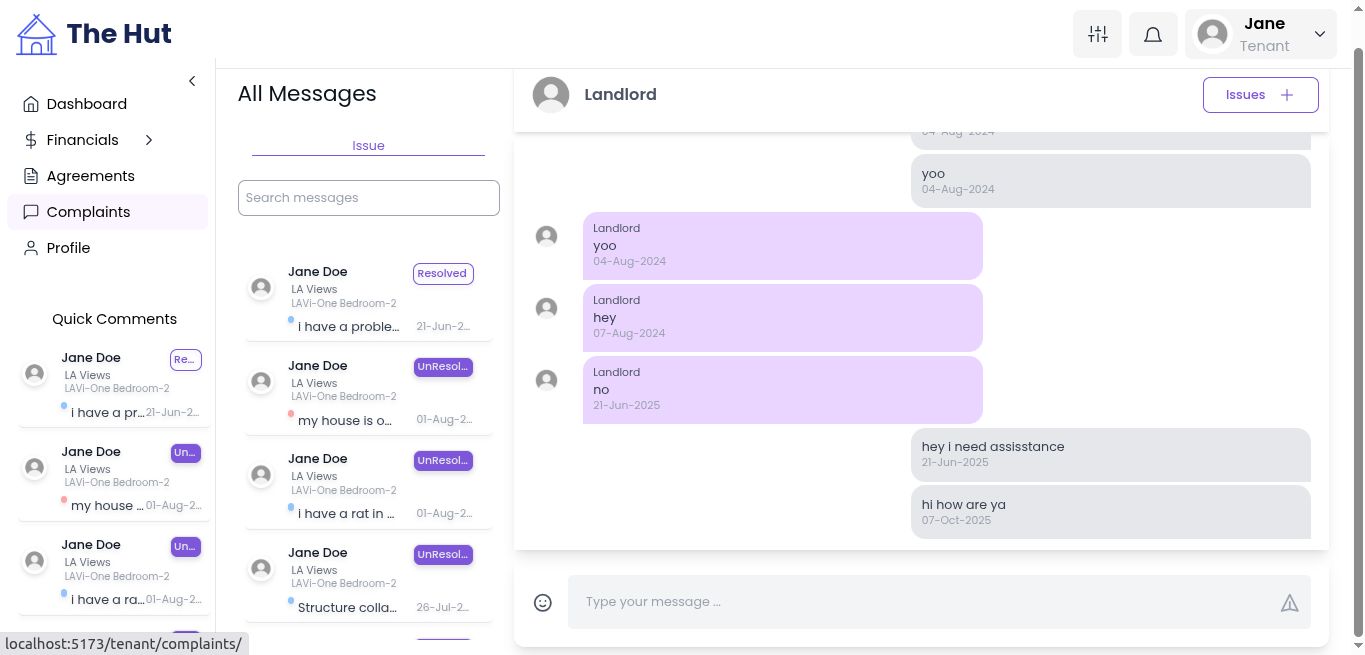 The Hut
Jane
Tenant
Dashboard
Financials
Agreements
Complaints
Profile
Quick Comments
Jane Doe
Re...
LA Views
LAVi-One Bedroom-2
i have a pr...
21-Jun-2...
Jane Doe
Un...
LA Views
LAVi-One Bedroom-2
my house ...
01-Aug-2...
Jane Doe
Un...
LA Views
LAVi-One Bedroom-2
i have a ra...
01-Aug-2...
localhost:5173/tenant/complaints/
All Messages
Issue
Search messages
Jane Doe
Resolved
LA Views
LAVi-One Bedroom-2
i have a proble...
21-Jun-2...
Jane Doe
UnResol...
LA Views
LAVi-One Bedroom-2
my house is o...
01-Aug-2...
Jane Doe
UnResol...
LA Views
LAVi-One Bedroom-2
i have a rat in ...
01-Aug-2...
Jane Doe
UnResol...
LA Views
LAVi-One Bedroom-2
Structure colla...
26-Jul-2...
Landlord
Issues
04-Aug-2024
yoo
04-Aug-2024
Landlord
yoo
04-Aug-2024
Landlord
hey
07-Aug-2024
Landlord
no
21-Jun-2025
hey i need assisstance
21-Jun-2025
hi how are ya
07-Oct-2025
Type your message ...